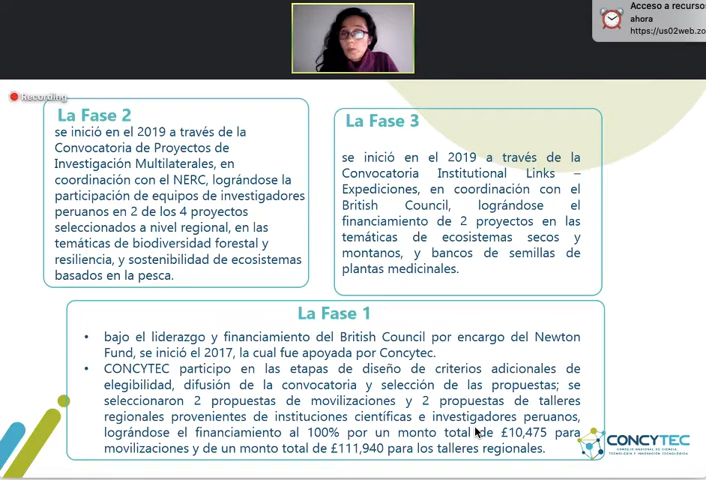 Acceso a recurso
ahora
https://us02web.zo
Recording
La Fase 2
se inició en el 2019 a través de la
Convocatoria de Proyectos de
Investigación Multilaterales, en
coordinación con el NERC, lográndose la
participación de equipos de investigadores
peruanos en 2 de los 4 proyectos
seleccionados a nivel regional, en las
temáticas de biodiversidad forestal y
resiliencia, y sostenibilidad de ecosistemas
basados en la pesca.
La Fase 3
se inició en el 2019 a través de la
Convocatoria Institutional Links –
Expediciones, en coordinación con el
British Council, lográndose el
financiamiento de 2 proyectos en las
temáticas de ecosistemas secos y
montanos, y bancos de semillas de
plantas medicinales.
La Fase 1
• bajo el liderazgo y financiamiento del British Council por encargo del Newton
Fund, se inició el 2017, la cual fue apoyada por Concytec.
• CONCYTEC participo en las etapas de diseño de criterios adicionales de
elegibilidad, difusión de la convocatoria y selección de las propuestas; se
seleccionaron 2 propuestas de movilizaciones y 2 propuestas de talleres
regionales provenientes de instituciones científicas e investigadores peruanos,
lográndose el financiamiento al 100% por un monto total de £10,475 para
movilizaciones y de un monto total de £111,940 para los talleres regionales.
CONCYTEC
CONSEJO NACIONAL DE CIENCIA,
TECNOLOGÍA E INNOVACIÓN TECNOLÓGICA